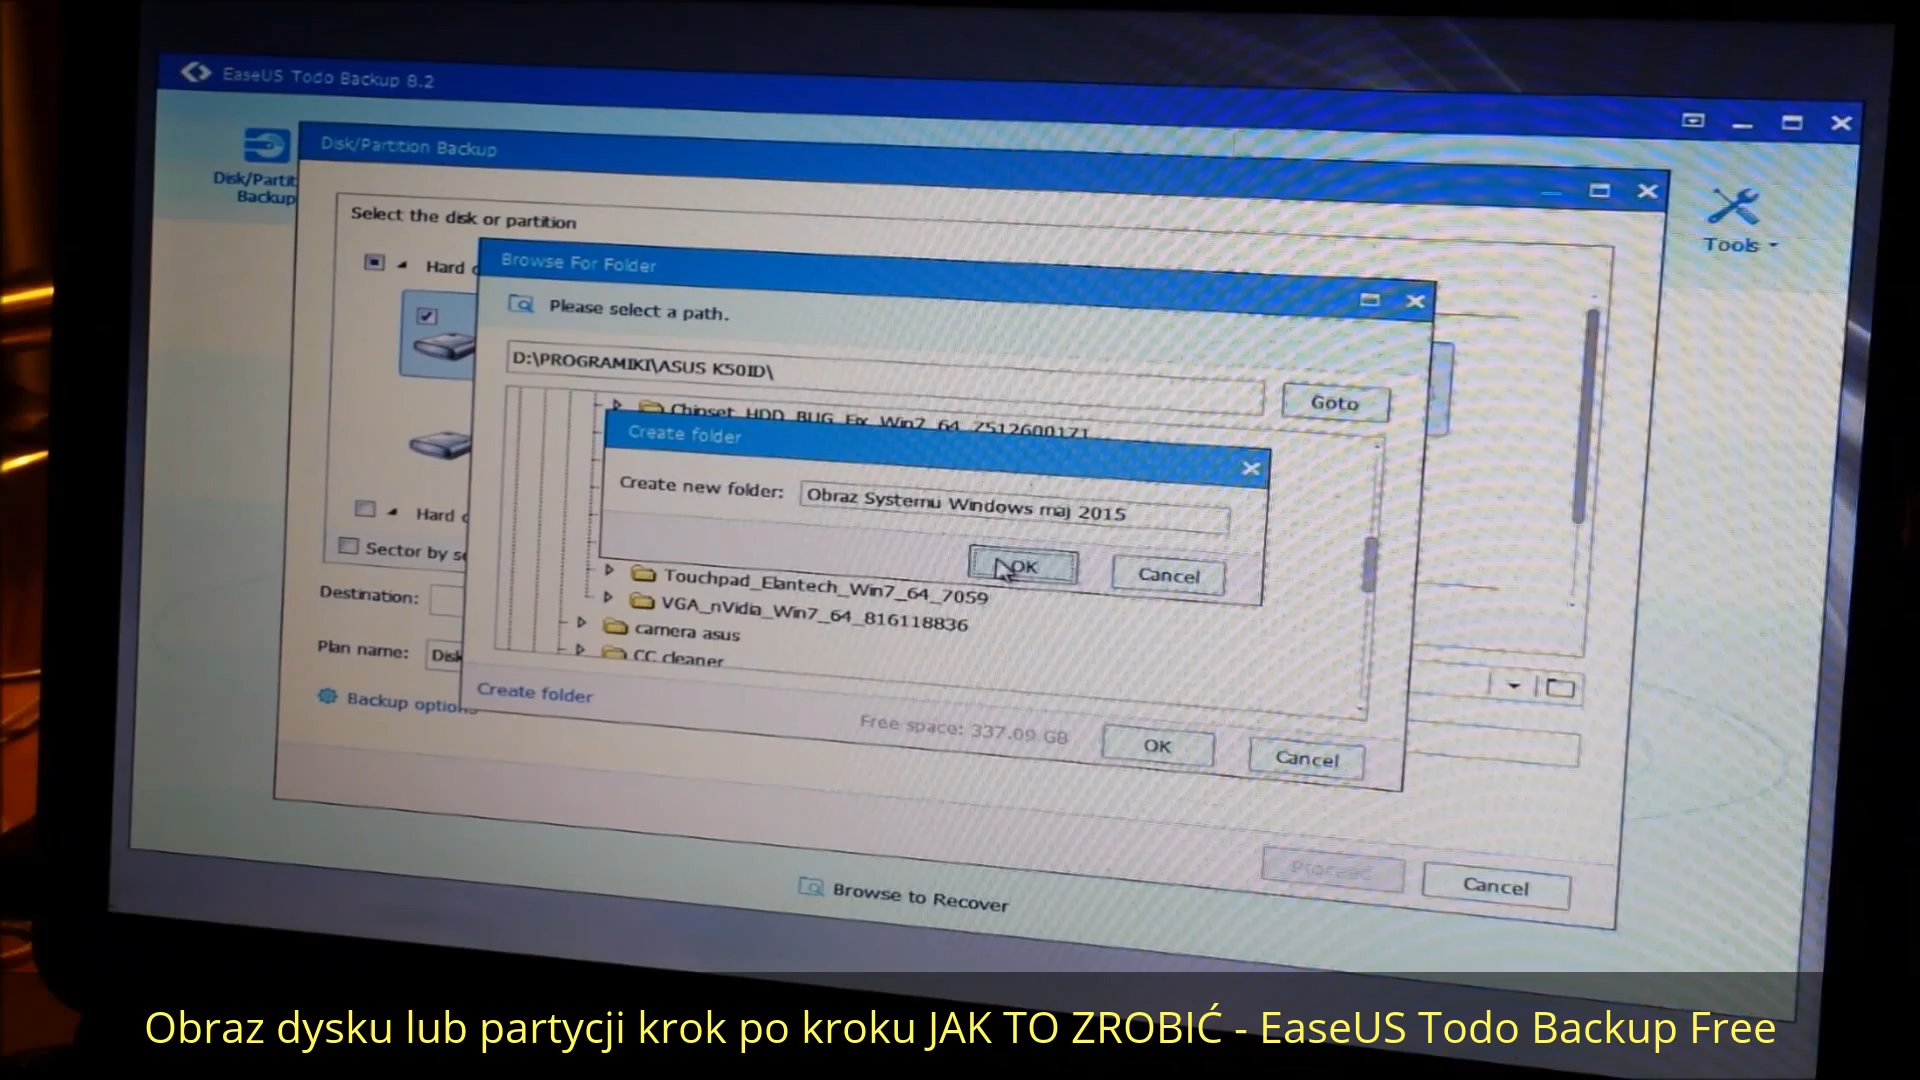 EaseUS Todo Backup 8.2
Disk/Partition Backup
Disk/Partit
Backup
Tools
Select the disk or partition
Hard
Browse For Folder
Please select a path.
D:\PROGRAMIKI\ASUS K50ID\
Goto
Chipset_HDD_BUG_Fix_Win7_64_Z512600171
Create folder
Create new folder: Obraz Systemu Windows maj 2015
OK
Cancel
Hard
Sector by se
Touchpad_Elantech_Win7_64_7059
VGA_nVidia_Win7_64_816118836
camera asus
CC cleaner
Destination:
Plan name: Disk
Backup options
Create folder
Free space: 337.09 GB
OK
Cancel
Proceed
Cancel
Browse to Recover
Obraz dysku lub partycji krok po kroku JAK TO ZROBIĆ - EaseUS Todo Backup Free